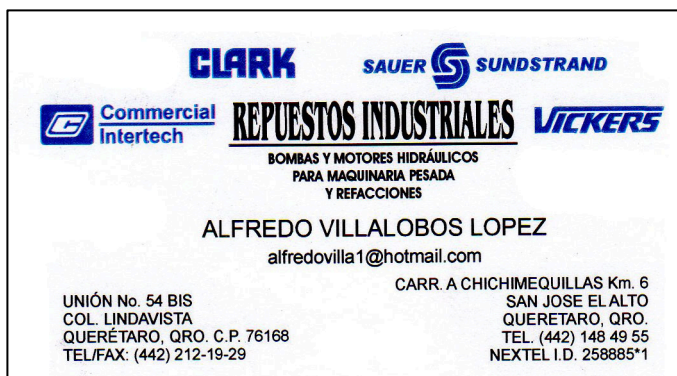 CLARK
SAUER SUNDSTRAND
Commercial
Intertech
REPUESTOS INDUSTRIALES
VICKERS
BOMBAS Y MOTORES HIDRÁULICOS
PARA MAQUINARIA PESADA
Y REFACCIONES
ALFREDO VILLALOBOS LOPEZ
alfredovilla1@hotmail.com
UNIÓN No. 54 BIS
COL. LINDAVISTA
QUERÉTARO, QRO. C.P. 76168
TEL/FAX: (442) 212-19-29
CARR. A CHICHIMEQUILLAS Km. 6
SAN JOSE EL ALTO
QUERETARO, QRO.
TEL. (442) 148 49 55
NEXTEL I.D. 258885*1